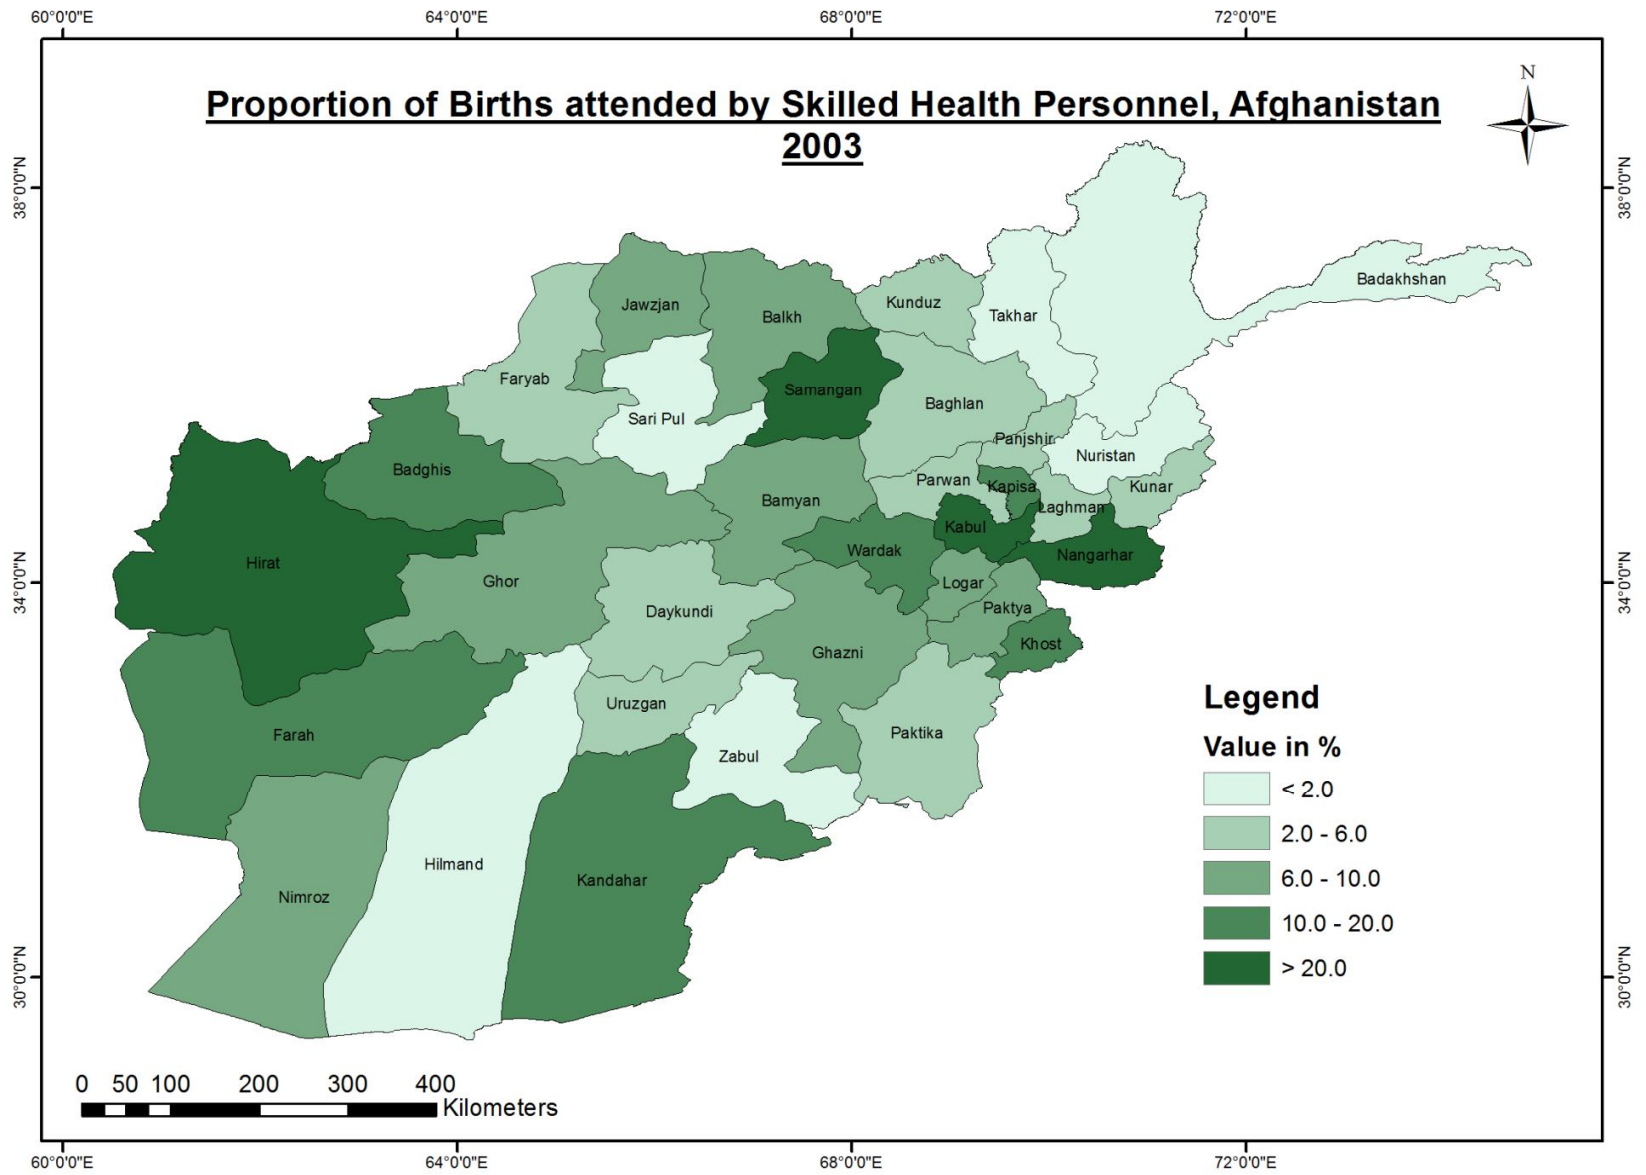 60°0'0"E 64°0'0"E 68°0'0"E 72°0'0"E
N
Proportion of Births attended by Skilled Health Personnel, Afghanistan
2003
38°0'0"N 38°0'0"N
Badakhshan
Jawzjan
Balkh
Kunduz
Takhar
Faryab
Samangan
Sari Pul
Baghlan
Panjshir
Nuristan
Badghis
Parwan
Kapisa
Kunar
Bamyan
Laghman
Kabul
Wardak
Nangarhar
Hirat
Ghor
Logar
34°0'0"N 34°0'0"N
Daykundi
Paktya
Khost
Ghazni
Uruzgan
Farah
Paktika
Zabul
Hilmand
Kandahar
Nimroz
Legend
Value in %
< 2.0
2.0 - 6.0
6.0 - 10.0
10.0 - 20.0
> 20.0
30°0'0"N 30°0'0"N
0 50 100 200 300 400
Kilometers
60°0'0"E 64°0'0"E 68°0'0"E 72°0'0"E